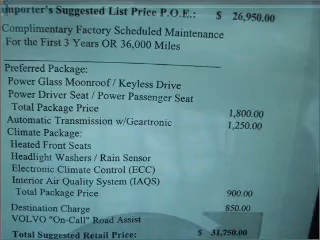 Importer's Suggested List Price P.O.E.: $ 26,950.00
Complimentary Factory Scheduled Maintenance
For the First 3 Years OR 36,000 Miles
Preferred Package:
Power Glass Moonroof / Keyless Drive
Power Driver Seat / Power Passenger Seat
Total Package Price 1,800.00
Automatic Transmission w/Geartronic 1,250.00
Climate Package:
Heated Front Seats
Headlight Washers / Rain Sensor
Electronic Climate Control (ECC)
Interior Air Quality System (IAQS)
Total Package Price 900.00
Destination Charge 850.00
VOLVO "On-Call" Road Assist
Total Suggested Retail Price: $ 31,750.00